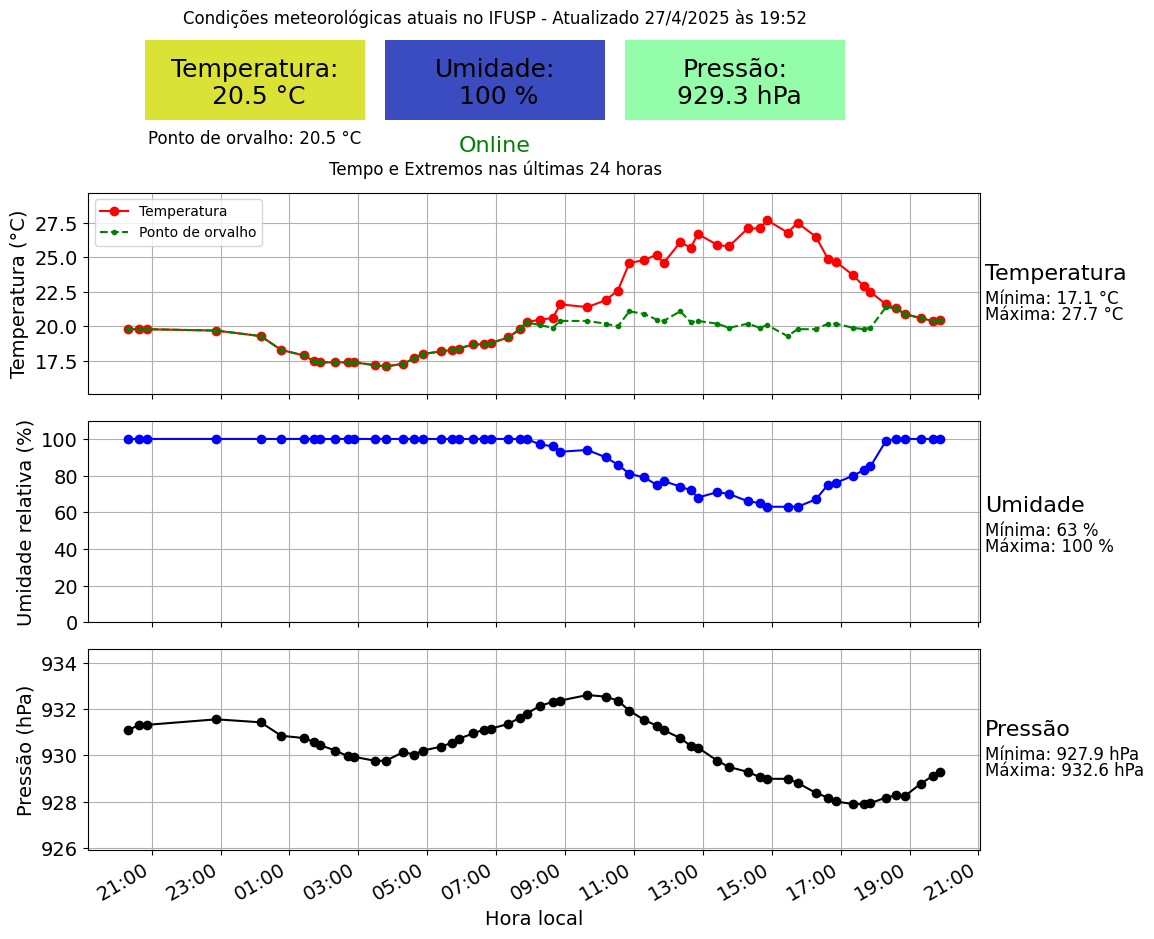 Condições meteorológicas atuais no IFUSP - Atualizado 27/4/2025 às 19:52
Temperatura:
20.5 °C
Umidade:
100 %
Pressão:
929.3 hPa
Ponto de orvalho: 20.5 °C
Online
Tempo e Extremos nas últimas 24 horas
Temperatura (°C)
27.5
25.0
22.5
20.0
17.5
Temperatura
Ponto de orvalho
Temperatura
Mínima: 17.1 °C
Máxima: 27.7 °C
Umidade relativa (%)
100
80
60
40
20
0
Umidade
Mínima: 63 %
Máxima: 100 %
Pressão (hPa)
934
932
930
928
926
Pressão
Mínima: 927.9 hPa
Máxima: 932.6 hPa
21:00 23:00 01:00 03:00 05:00 07:00 09:00 11:00 13:00 15:00 17:00 19:00 21:00
Hora local